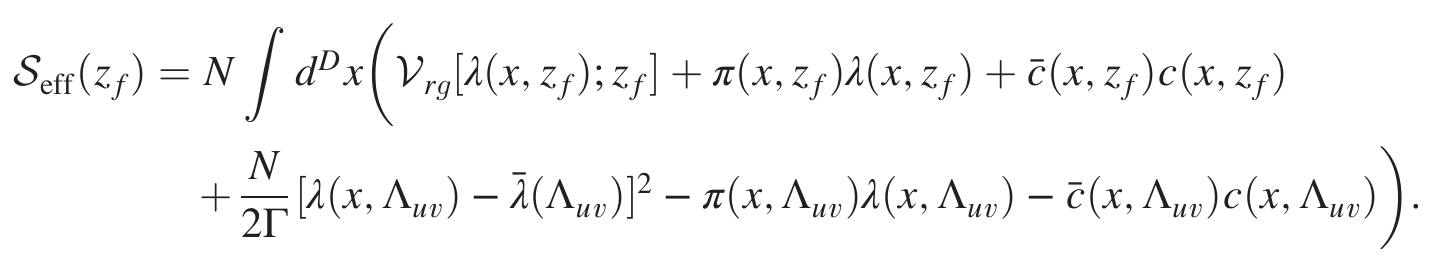 𝒮_eff(z_f) = N ∫ d^D x ( 𝒱_rg[λ(x, z_f); z_f] + π(x, z_f)λ(x, z_f) + c̄(x, z_f)c(x, z_f)
+ N/2Γ [λ(x, Λ_uv) − λ̄(Λ_uv)]² − π(x, Λ_uv)λ(x, Λ_uv) − c̄(x, Λ_uv)c(x, Λ_uv) ).